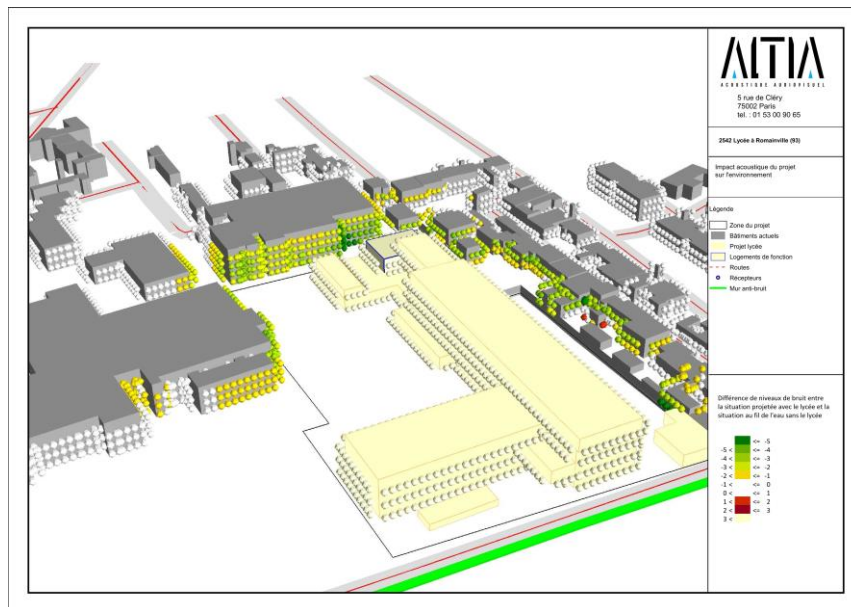 ALTIA
ACOUSTIQUE AUDIOVISUEL
5 rue de Cléry
75002 Paris
tel. : 01 53 00 90 65
2542 Lycée à Romainville (93)
Impact acoustique du projet
sur l'environnement
Légende
Zone du projet
Bâtiments actuels
Projet lycée
Logements de fonction
Routes
Récepteurs
Mur anti-bruit
Différence de niveaux de bruit entre
la situation projetée avec le lycée et la
situation au fil de l'eau sans le lycée
<= -5
-5 < <= -4
-4 < <= -3
-3 < <= -2
-2 < <= -1
-1 < <= 0
0 < <= 1
1 < <= 2
2 < <= 3
3 <